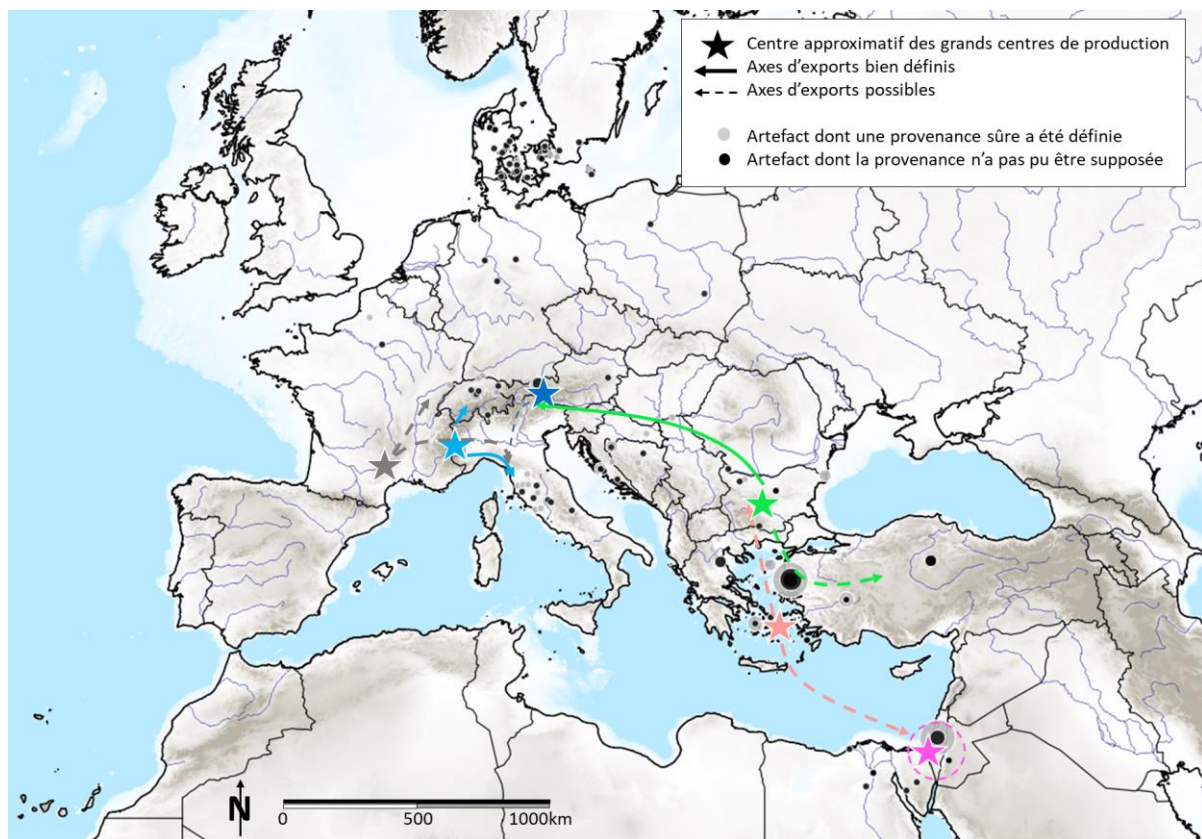 Centre approximatif des grands centres de production
Axes d'exports bien définis
Axes d'exports possibles
Artefact dont une provenance sûre a été définie
Artefact dont la provenance n'a pas pu être supposée
N
0 500 1000km